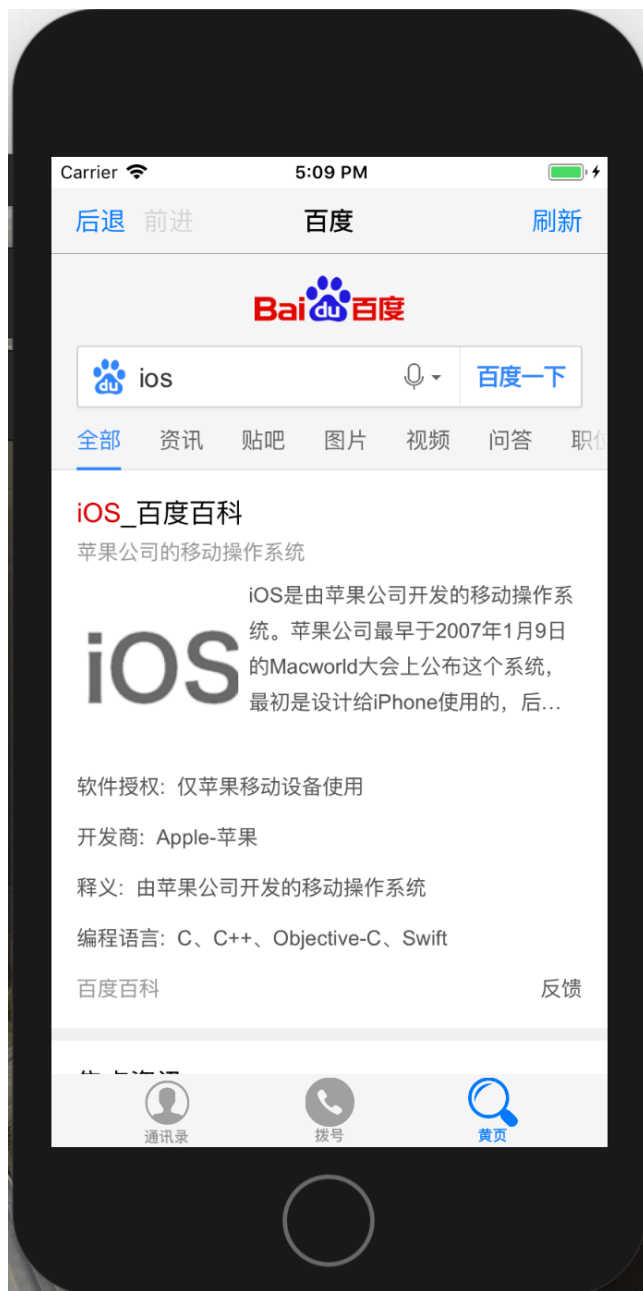 Carrier 5:09 PM
后退 前进 百度 刷新
Bai du 百度
du ios 百度一下
全部 资讯 贴吧 图片 视频 问答 职位
iOS_百度百科
苹果公司的移动操作系统
iOS
iOS是由苹果公司开发的移动操作系
统。苹果公司最早于2007年1月9日
的Macworld大会上公布这个系统，
最初是设计给iPhone使用的，后...
软件授权: 仅苹果移动设备使用
开发商: Apple-苹果
释义: 由苹果公司开发的移动操作系统
编程语言: C、C++、Objective-C、Swift
百度百科 反馈
通讯录 拨号 黄页